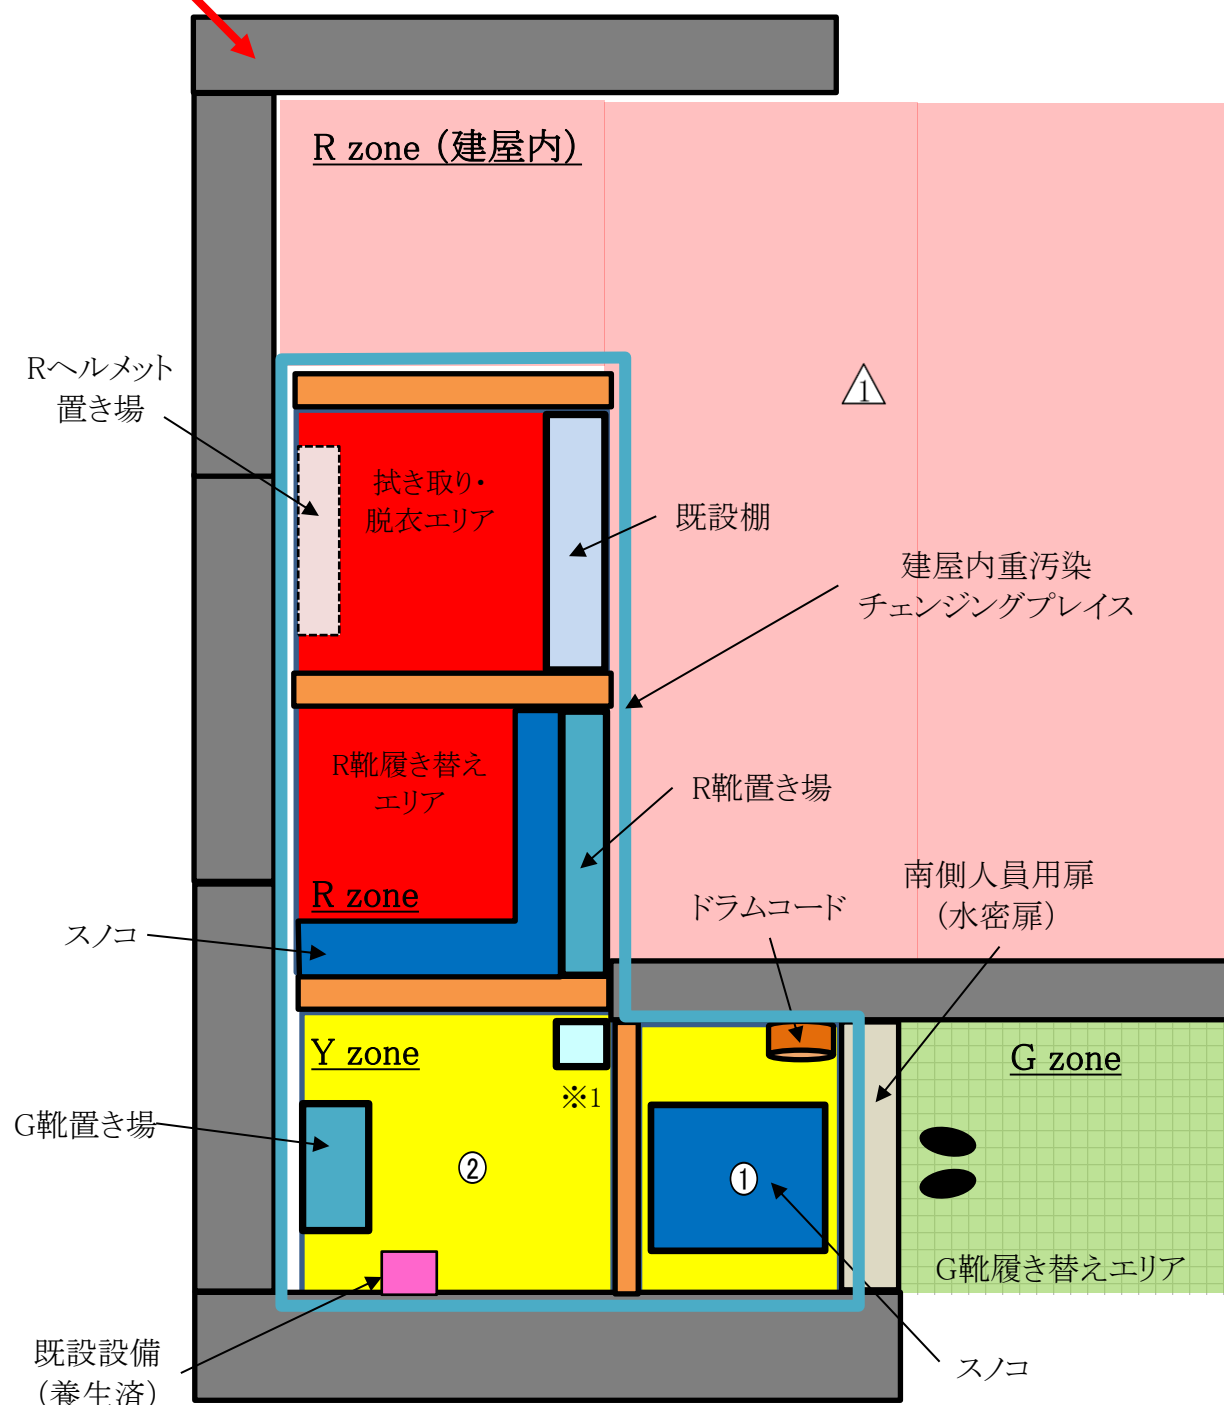 R zone（建屋内）
Rヘルメット
置き場
1
拭き取り・
脱衣エリア
既設棚
建屋内重汚染
チェンジングプレイス
R靴履き替え
エリア
R靴置き場
R zone
南側人員用扉
（水密扉）
ドラムコード
スノコ
Y zone
※1
G zone
G靴置き場
②
①
G靴履き替えエリア
既設設備
（養生済）
スノコ